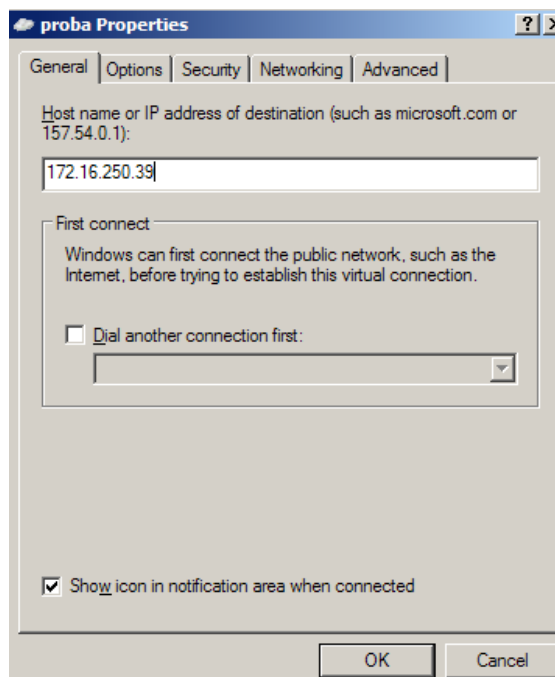 proba Properties
General Options Security Networking Advanced
Host name or IP address of destination (such as microsoft.com or
157.54.0.1):
172.16.250.39
First connect
Windows can first connect the public network, such as the
Internet, before trying to establish this virtual connection.
Dial another connection first:
Show icon in notification area when connected
OK Cancel